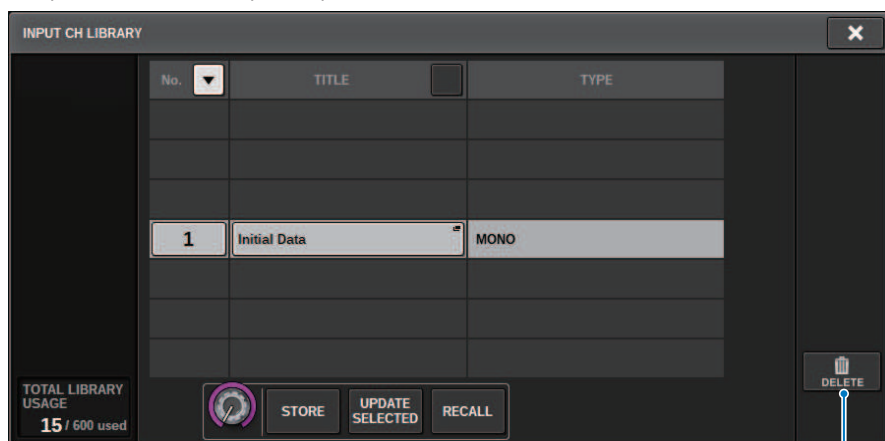 INPUT CH LIBRARY
No. TITLE TYPE
1 Initial Data MONO
TOTAL LIBRARY
USAGE
15 / 600 used
STORE
UPDATE
SELECTED
RECALL
DELETE